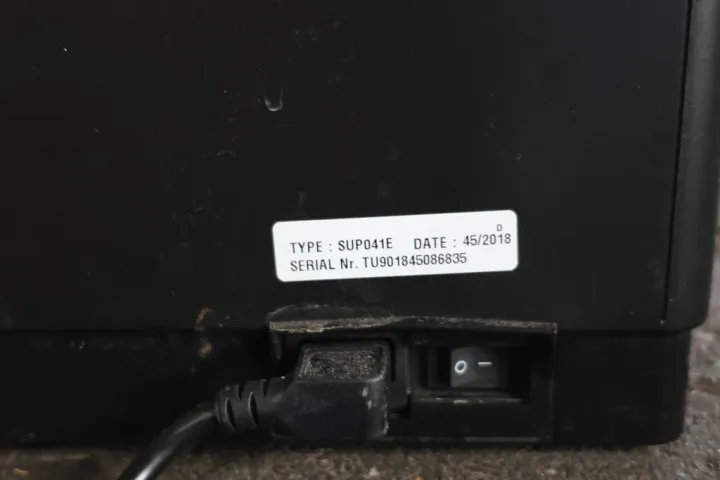 D
TYPE : SUP041E DATE : 45/2018
SERIAL Nr. TU901845086835
O –